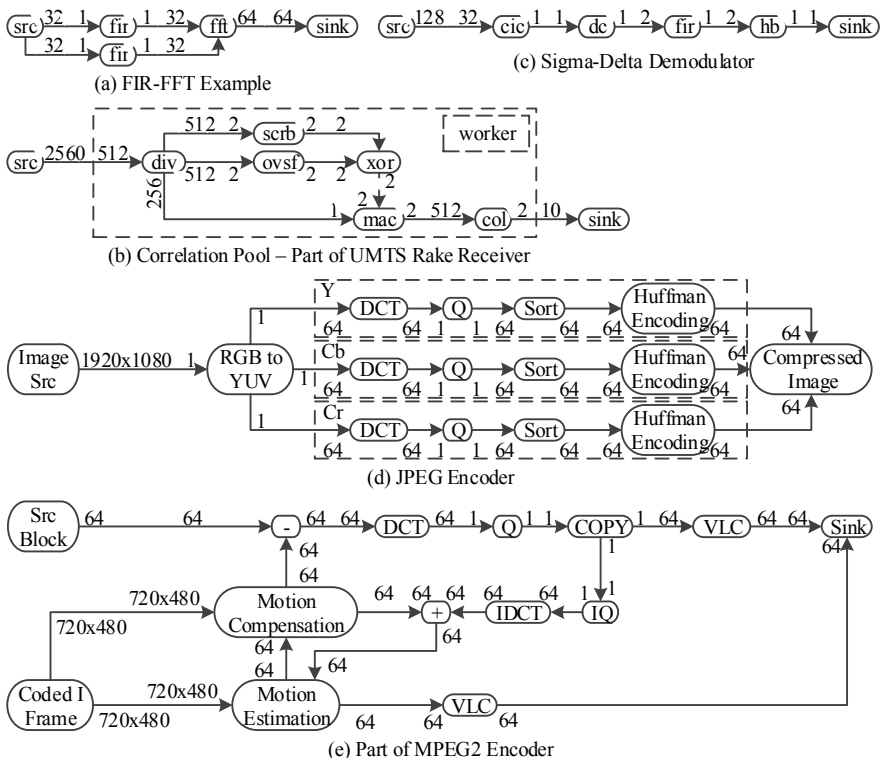 src 32 1 fir 1 32 fft 64 64 sink
32 1 fir 1 32
(a) FIR-FFT Example
src 128 32 cic 1 1 dc 1 2 fir 1 2 hb 1 1 sink
(c) Sigma-Delta Demodulator
worker
512 2 scrb 2 2
src 2560 512 div 512 2 ovsf 2 2 xor
256 2
1 2 mac 2 512 col 2 10 sink
(b) Correlation Pool – Part of UMTS Rake Receiver
Y
1 64 DCT 64 1 Q 1 64 Sort 64 64 Huffman
Encoding 64 64
Image
Src 1920x1080 1 RGB to
YUV 1
Cb
64 DCT 64 1 Q 1 64 Sort 64 64 Huffman
Encoding 64 64 Compressed
Image
Cr
1 64 DCT 64 1 Q 1 64 Sort 64 64 Huffman
Encoding 64 64
(d) JPEG Encoder
Src
Block 64 64 - 64 64 DCT 64 1 Q 1 1 COPY 1 64 VLC 64 64 Sink
64 1 64
64 1
720x480 Motion
Compensation 64 64 + 64 64 IDCT 64 1 IQ
720x480 64 64
64 64
Coded I
Frame 720x480 720x480 Motion
Estimation 64 64 VLC 64
(e) Part of MPEG2 Encoder